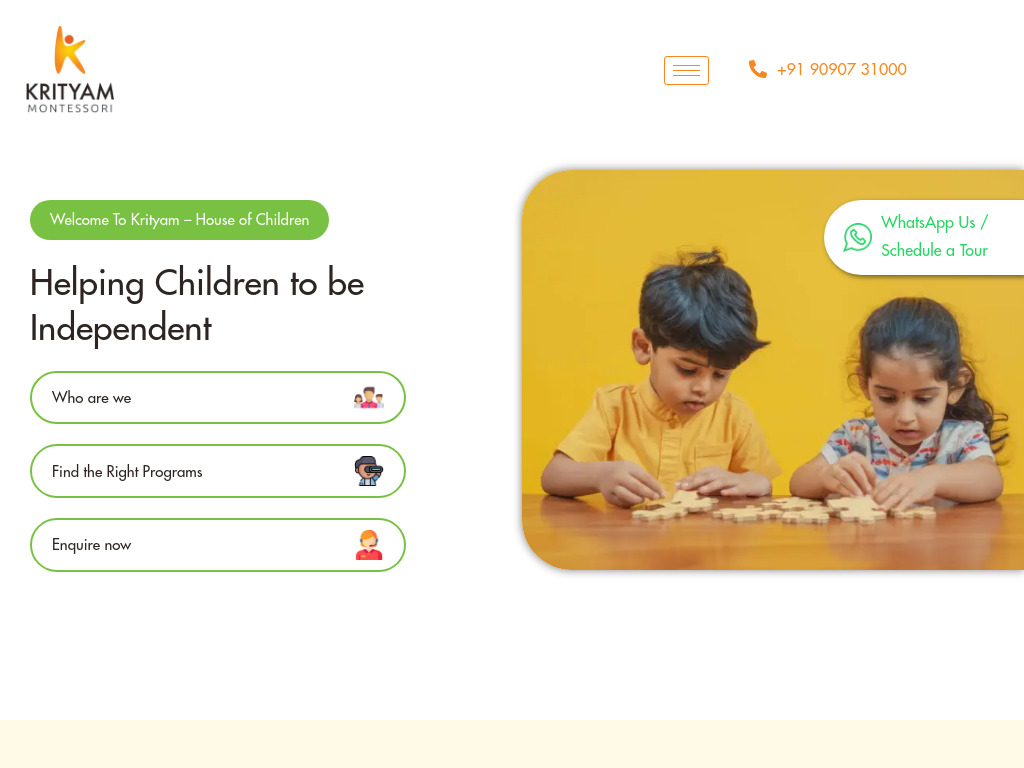 KRITYAM
MONTESSORI
+91 90907 31000
Welcome To Krityam – House of Children
WhatsApp Us /
Schedule a Tour
Helping Children to be
Independent
Who are we
Find the Right Programs
Enquire now